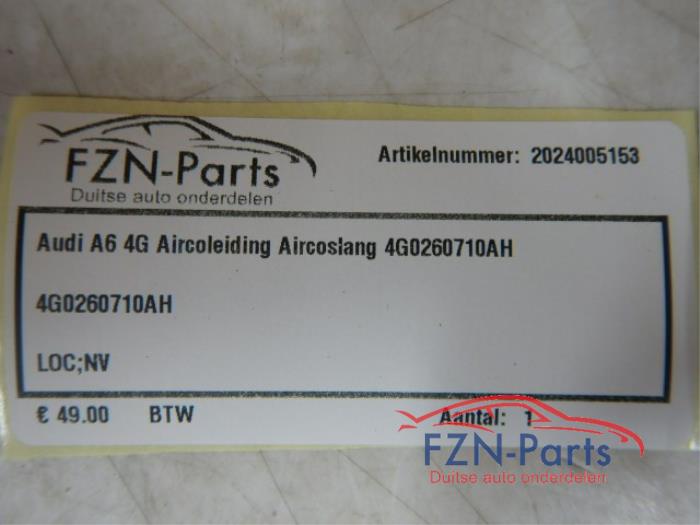 FZN-Parts
Duitse auto onderdelen
Artikelnummer: 2024005153
Audi A6 4G Aircoleiding Aircoslang 4G0260710AH
4G0260710AH
LOC;NV
€ 49.00 BTW Aantal: 1
FZN-Parts
Duitse auto onderdelen